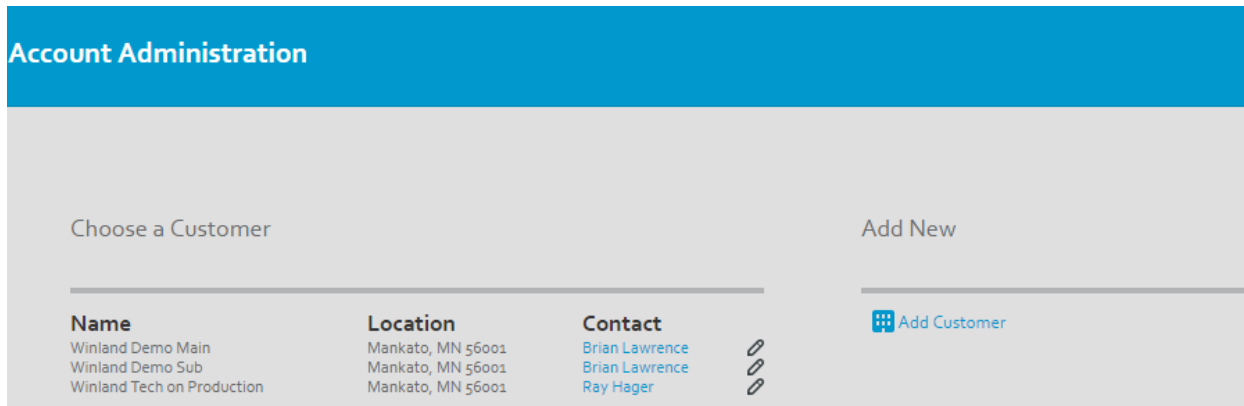 Account Administration
Choose a Customer
Add New
Name Location Contact
Add Customer
Winland Demo Main Mankato, MN 56001 Brian Lawrence
Winland Demo Sub Mankato, MN 56001 Brian Lawrence
Winland Tech on Production Mankato, MN 56001 Ray Hager